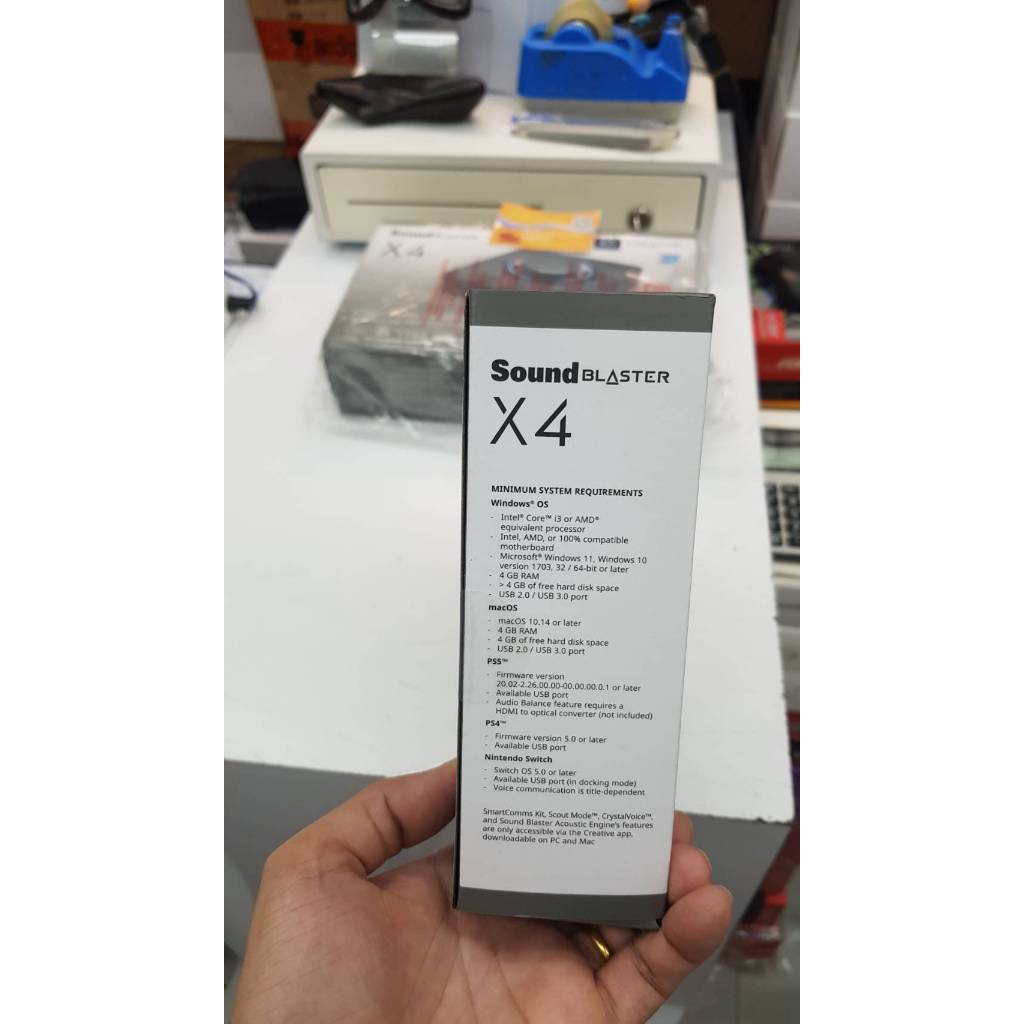 Sound
X4
Sound BLASTER
X4
MINIMUM SYSTEM REQUIREMENTS
Windows® OS
- Intel® Core™ i3 or AMD®
equivalent processor
- Intel, AMD, or 100% compatible
motherboard
- Microsoft® Windows 11, Windows 10
version 1703, 32 / 64-bit or later
- 4 GB RAM
- > 4 GB of free hard disk space
- USB 2.0 / USB 3.0 port
macOS
- macOS 10.14 or later
- 4 GB RAM
- 4 GB of free hard disk space
- USB 2.0 / USB 3.0 port
PS5™
- Firmware version
20.02-2.26.00.00-00.00.00.0.1 or later
- Available USB port
- Audio Balance feature requires a
HDMI to optical converter (not included)
PS4™
- Firmware version 5.0 or later
- Available USB port
Nintendo Switch
- Switch OS 5.0 or later
- Available USB port (in docking mode)
- Voice communication is title-dependent
SmartComms Kit, Scout Mode™, CrystalVoice™,
and Sound Blaster Acoustic Engine's features
are only accessible via the Creative app,
downloadable on PC and Mac